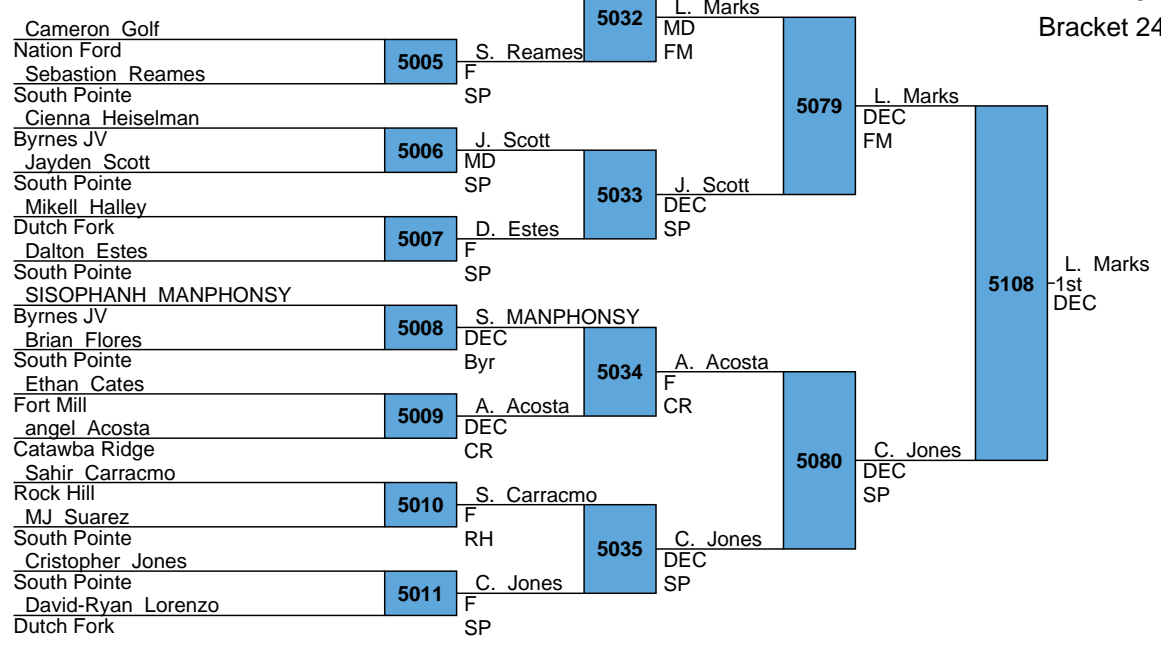 Bracket 24
Cameron Golf
Nation Ford
Sebastion Reames
South Pointe
Cienna Heiselman
Byrnes JV
Jayden Scott
South Pointe
Mikell Halley
Dutch Fork
Dalton Estes
South Pointe
SISOPHANH MANPHONSY
Byrnes JV
Brian Flores
South Pointe
Ethan Cates
Fort Mill
angel Acosta
Catawba Ridge
Sahir Carracmo
Rock Hill
MJ Suarez
South Pointe
Cristopher Jones
South Pointe
David-Ryan Lorenzo
Dutch Fork
5005
5006
5007
5008
5009
5010
5011
S. Reames
F
SP
J. Scott
MD
SP
D. Estes
F
SP
S. MANPHONSY
DEC
Byr
A. Acosta
DEC
CR
S. Carracmo
F
RH
C. Jones
F
SP
5032
5033
5034
5035
L. Marks
MD
FM
J. Scott
DEC
SP
A. Acosta
F
CR
C. Jones
DEC
SP
5079
5080
L. Marks
DEC
FM
C. Jones
DEC
SP
5108
L. Marks
1st
DEC